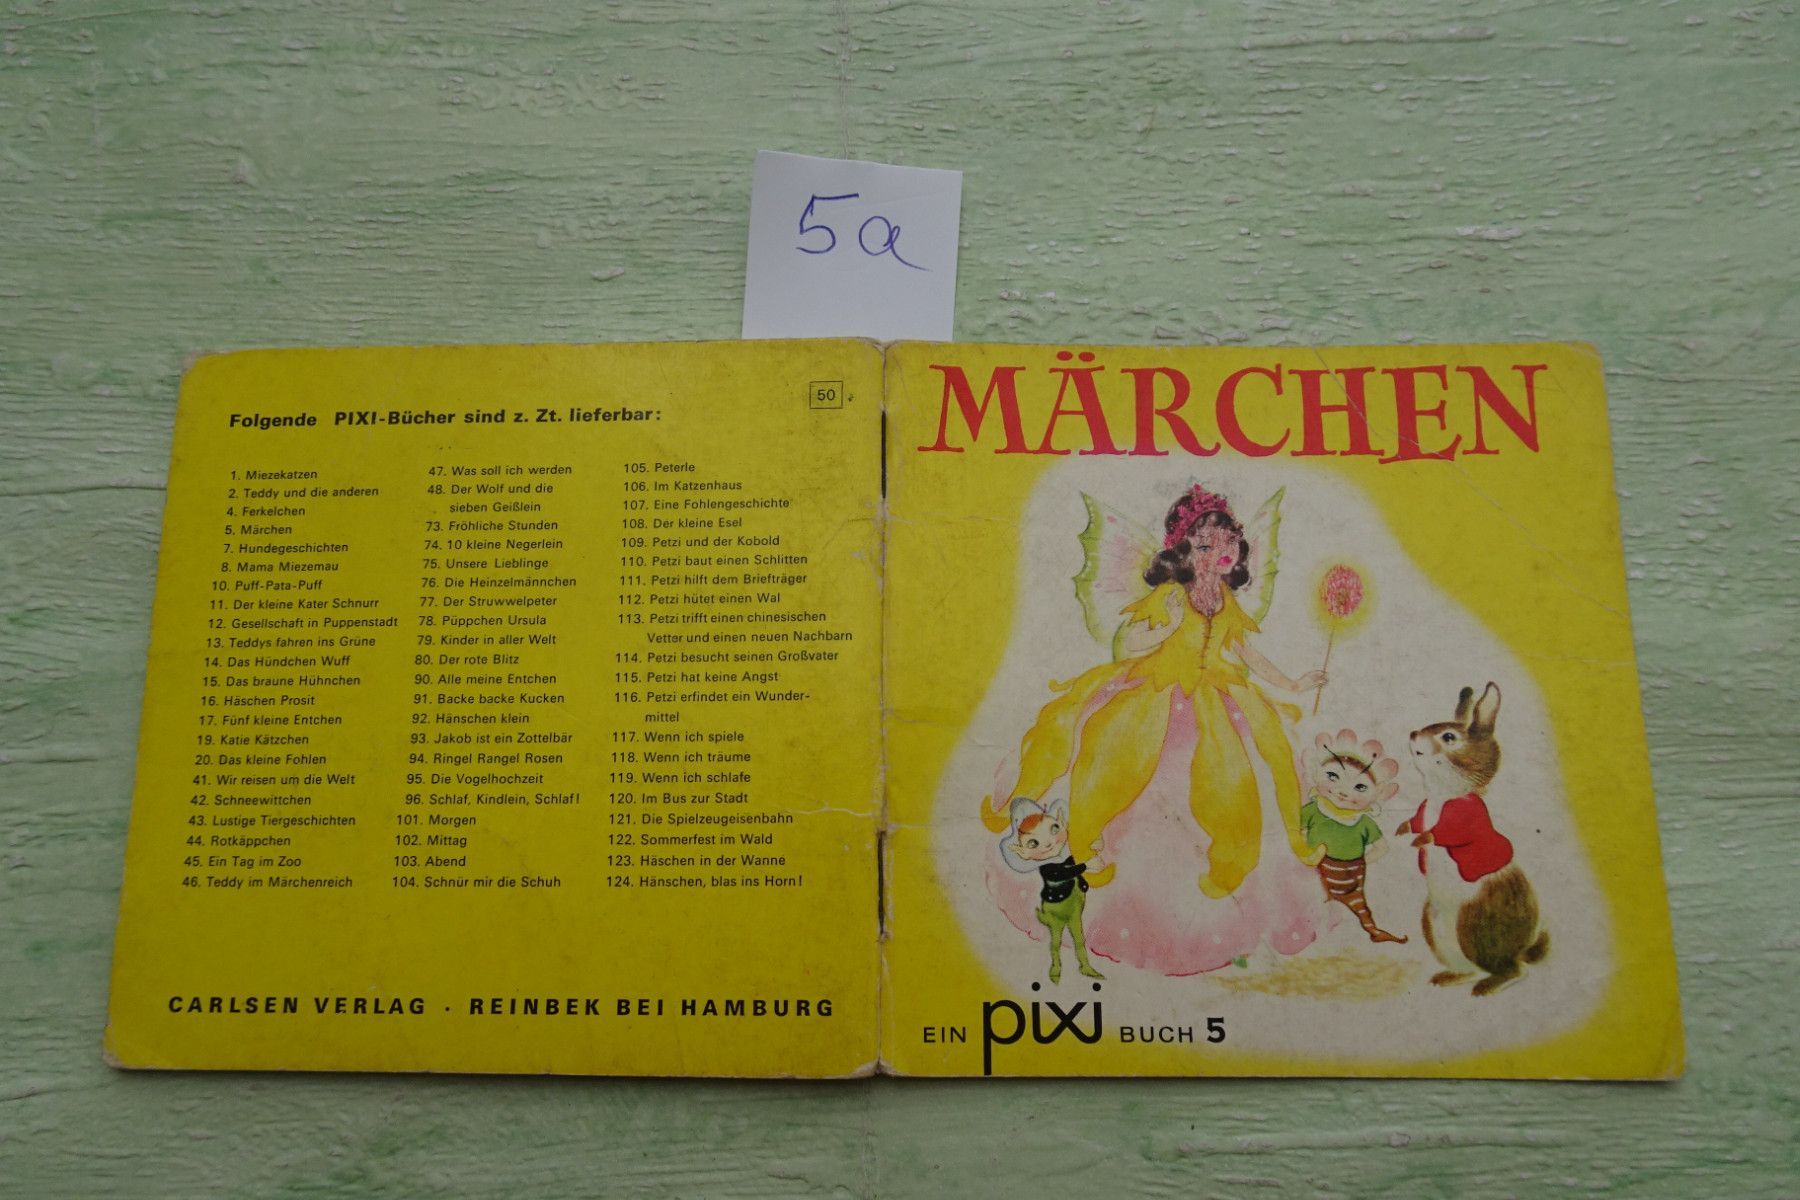 5a
50
Folgende PIXI-Bücher sind z. Zt. lieferbar:
1. Miezekatzen
2. Teddy und die anderen
4. Ferkelchen
5. Märchen
7. Hundegeschichten
8. Mama Miezemau
10. Puff-Pata-Puff
11. Der kleine Kater Schnurr
12. Gesellschaft in Puppenstadt
13. Teddys fahren ins Grüne
14. Das Hündchen Wuff
15. Das braune Hühnchen
16. Häschen Prosit
17. Fünf kleine Entchen
19. Katie Kätzchen
20. Das kleine Fohlen
41. Wir reisen um die Welt
42. Schneewittchen
43. Lustige Tiergeschichten
44. Rotkäppchen
45. Ein Tag im Zoo
46. Teddy im Märchenreich
47. Was soll ich werden
48. Der Wolf und die
sieben Geißlein
73. Fröhliche Stunden
74. 10 kleine Negerlein
75. Unsere Lieblinge
76. Die Heinzelmännchen
77. Der Struwwelpeter
78. Püppchen Ursula
79. Kinder in aller Welt
80. Der rote Blitz
90. Alle meine Entchen
91. Backe backe Kucken
92. Hänschen klein
93. Jakob ist ein Zottelbär
94. Ringel Rangel Rosen
95. Die Vogelhochzeit
96. Schlaf, Kindlein, Schlaf!
101. Morgen
102. Mittag
103. Abend
104. Schnür mir die Schuh
105. Peterle
106. Im Katzenhaus
107. Eine Fohlengeschichte
108. Der kleine Esel
109. Petzi und der Kobold
110. Petzi baut einen Schlitten
111. Petzi hilft dem Briefträger
112. Petzi hütet einen Wal
113. Petzi trifft einen chinesischen
Vetter und einen neuen Nachbarn
114. Petzi besucht seinen Großvater
115. Petzi hat keine Angst
116. Petzi erfindet ein Wunder-
mittel
117. Wenn ich spiele
118. Wenn ich träume
119. Wenn ich schlafe
120. Im Bus zur Stadt
121. Die Spielzeugeisenbahn
122. Sommerfest im Wald
123. Häschen in der Wanne
124. Hänschen, blas ins Horn!
CARLSEN VERLAG · REINBEK BEI HAMBURG
MÄRCHEN
EIN pixi BUCH 5